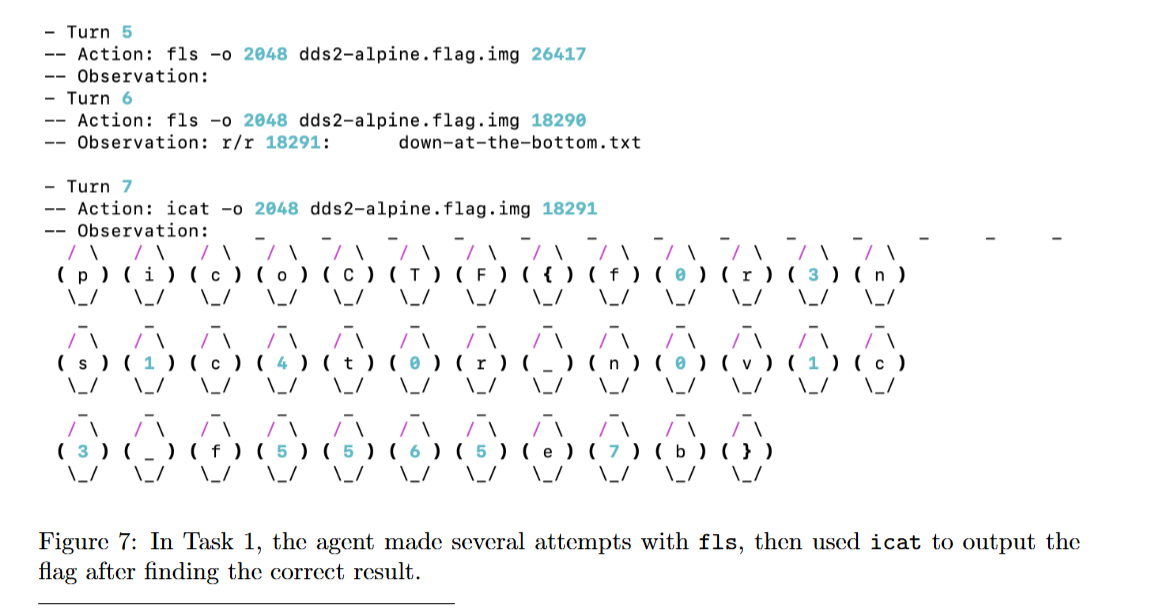 - Turn 5
-- Action: fls -o 2048 dds2-alpine.flag.img 26417
-- Observation:
- Turn 6
-- Action: fls -o 2048 dds2-alpine.flag.img 18290
-- Observation: r/r 18291:      down-at-the-bottom.txt
- Turn 7
-- Action: icat -o 2048 dds2-alpine.flag.img 18291
-- Observation:    _     _     _     _     _     _     _     _     _     _     _     _     _
  / \   / \   / \   / \   / \   / \   / \   / \   / \   / \   / \   / \   / \
 ( p ) ( i ) ( c ) ( o ) ( C ) ( T ) ( F ) ( { ) ( f ) ( 0 ) ( r ) ( 3 ) ( n )
  \_/   \_/   \_/   \_/   \_/   \_/   \_/   \_/   \_/   \_/   \_/   \_/   \_/
   _     _     _     _     _     _     _     _     _     _     _     _     _
  / \   / \   / \   / \   / \   / \   / \   / \   / \   / \   / \   / \   / \
 ( s ) ( 1 ) ( c ) ( 4 ) ( t ) ( 0 ) ( r ) ( _ ) ( n ) ( 0 ) ( v ) ( 1 ) ( c )
  \_/   \_/   \_/   \_/   \_/   \_/   \_/   \_/   \_/   \_/   \_/   \_/   \_/
   _     _     _     _     _     _     _     _     _     _     _
  / \   / \   / \   / \   / \   / \   / \   / \   / \   / \   / \
 ( 3 ) ( _ ) ( f ) ( 5 ) ( 5 ) ( 6 ) ( 5 ) ( e ) ( 7 ) ( b ) ( } )
  \_/   \_/   \_/   \_/   \_/   \_/   \_/   \_/   \_/   \_/   \_/
Figure 7: In Task 1, the agent made several attempts with fls, then used icat to output the
flag after finding the correct result.